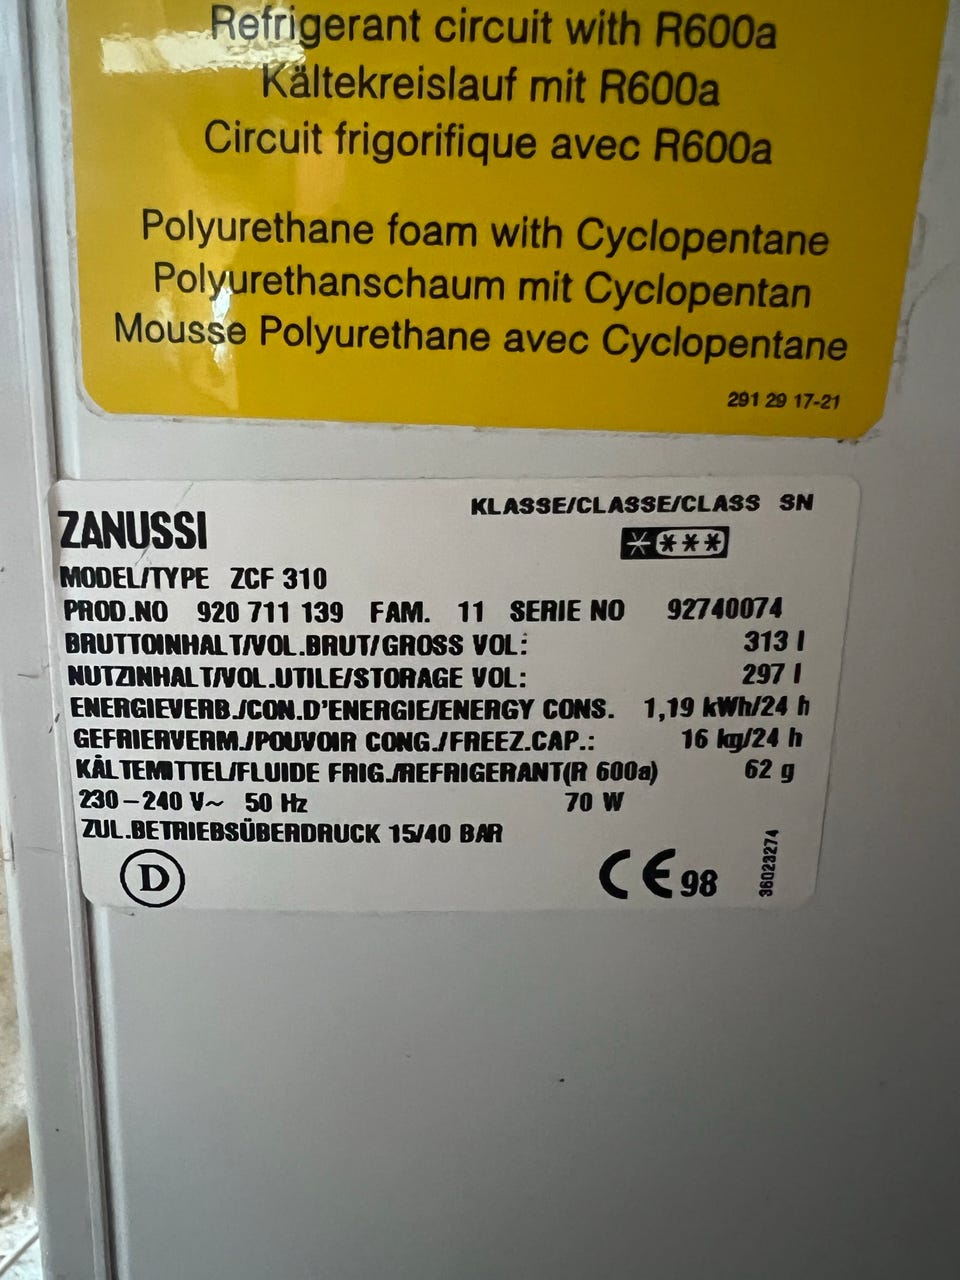 Refrigerant circuit with R600a
Kältekreislauf mit R600a
Circuit frigorifique avec R600a
Polyurethane foam with Cyclopentane
Polyurethanschaum mit Cyclopentan
Mousse Polyurethane avec Cyclopentane
291 29 17-21
KLASSE/CLASSE/CLASS SN
ZANUSSI
MODEL/TYPE ZCF 310
PROD.NO 920 711 139 FAM. 11 SERIE NO 92740074
BRUTTOINHALT/VOL.BRUT/GROSS VOL: 313 l
NUTZINHALT/VOL.UTILE/STORAGE VOL: 297 l
ENERGIEVERB./CON.D'ENERGIE/ENERGY CONS. 1,19 kWh/24 h
GEFRIERVERM./POUVOIR CONG./FREEZ.CAP.: 16 kg/24 h
KÄLTEMITTEL/FLUIDE FRIG./REFRIGERANT(R 600a) 62 g
230-240 V~ 50 Hz 70 W
ZUL.BETRIEBSÜBERDRUCK 15/40 BAR
D
CE 98
36023274